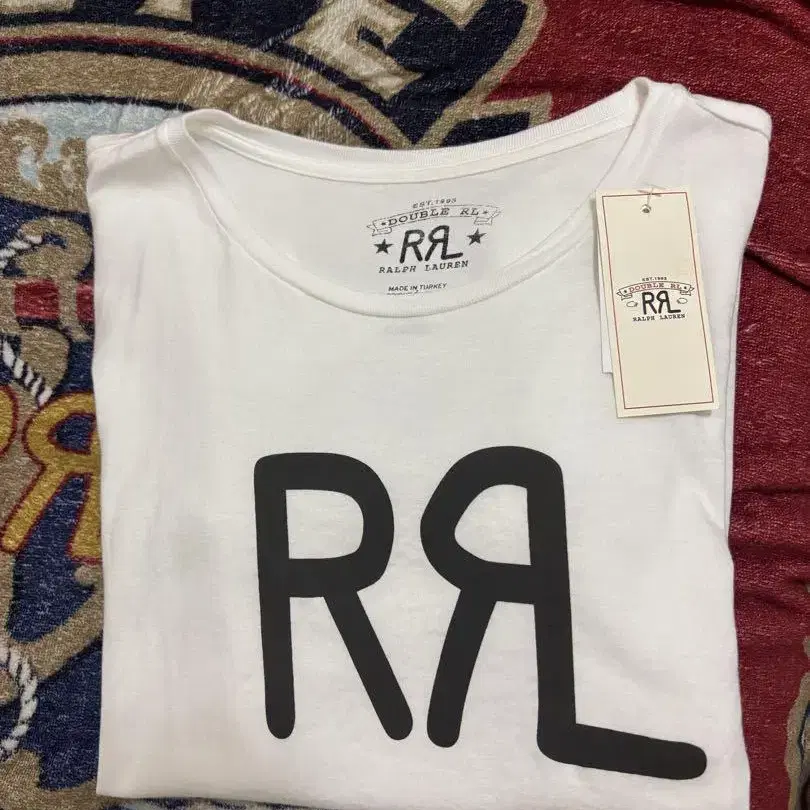 EST. 1993
DOUBLE RL
RRL
RALPH LAUREN
MADE IN TURKEY
EST. 1993
DOUBLE RL
RRL
RALPH LAUREN
RRL